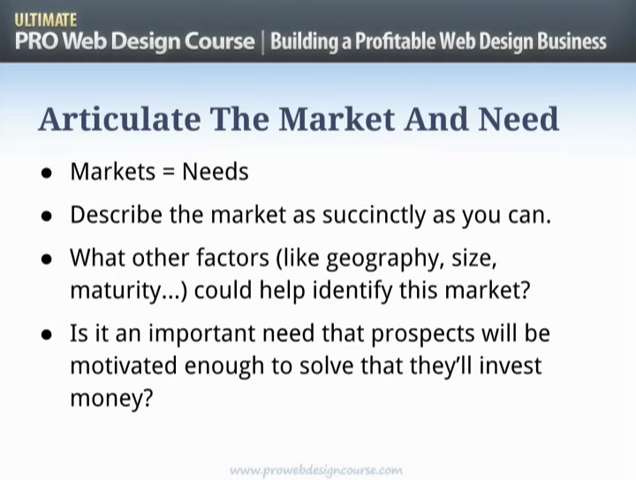 ULTIMATE
PRO Web Design Course | Building a Profitable Web Design Business
Articulate The Market And Need
● Markets = Needs
● Describe the market as succinctly as you can.
● What other factors (like geography, size,
maturity...) could help identify this market?
● Is it an important need that prospects will be
motivated enough to solve that they'll invest
money?
www.prowebdesigncourse.com